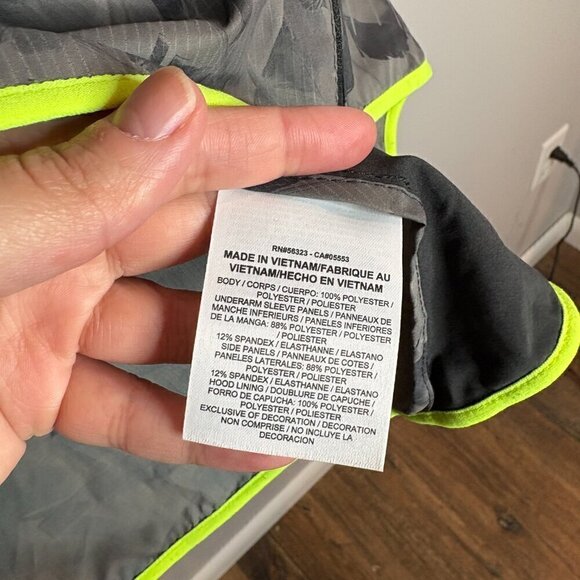 RN#56323 - CA#05553
MADE IN VIETNAM/FABRIQUE AU
VIETNAM/HECHO EN VIETNAM
BODY / CORPS / CUERPO: 100% POLYESTER /
POLYESTER / POLIESTER
UNDERARM SLEEVE PANELS / PANNEAUX DE
MANCHE INFERIEURS / PANELES INFERIORES
DE LA MANGA: 88% POLYESTER / POLYESTER
/ POLIESTER
12% SPANDEX / ELASTHANNE / ELASTANO
SIDE PANELS / PANNEAUX DE COTES /
PANELES LATERALES: 88% POLYESTER /
POLYESTER / POLIESTER
12% SPANDEX / ELASTHANNE / ELASTANO
HOOD LINING / DOUBLURE DE CAPUCHE /
FORRO DE CAPUCHA: 100% POLYESTER /
POLYESTER / POLIESTER
EXCLUSIVE OF DECORATION / DECORATION
NON COMPRISE / NO INCLUYE LA
DECORACION